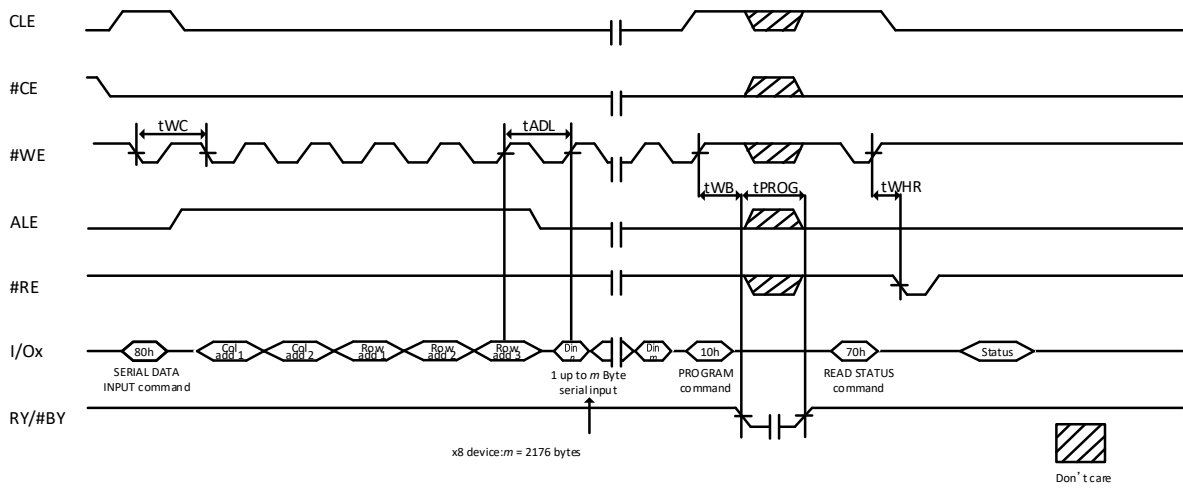 CLE
#CE
tWC
tADL
#WE
tWB
tPROG
tWHR
ALE
#RE
I/Ox
80h
Col
add 1
Col
add 2
Row
add 1
Row
add 2
Row
add 3
Din
n
Din
m
10h
70h
Status
SERIAL DATA
INPUT command
1 up to m Byte
serial input
PROGRAM
command
READ STATUS
command
RY/#BY
x8 device:m = 2176 bytes
Don’t care